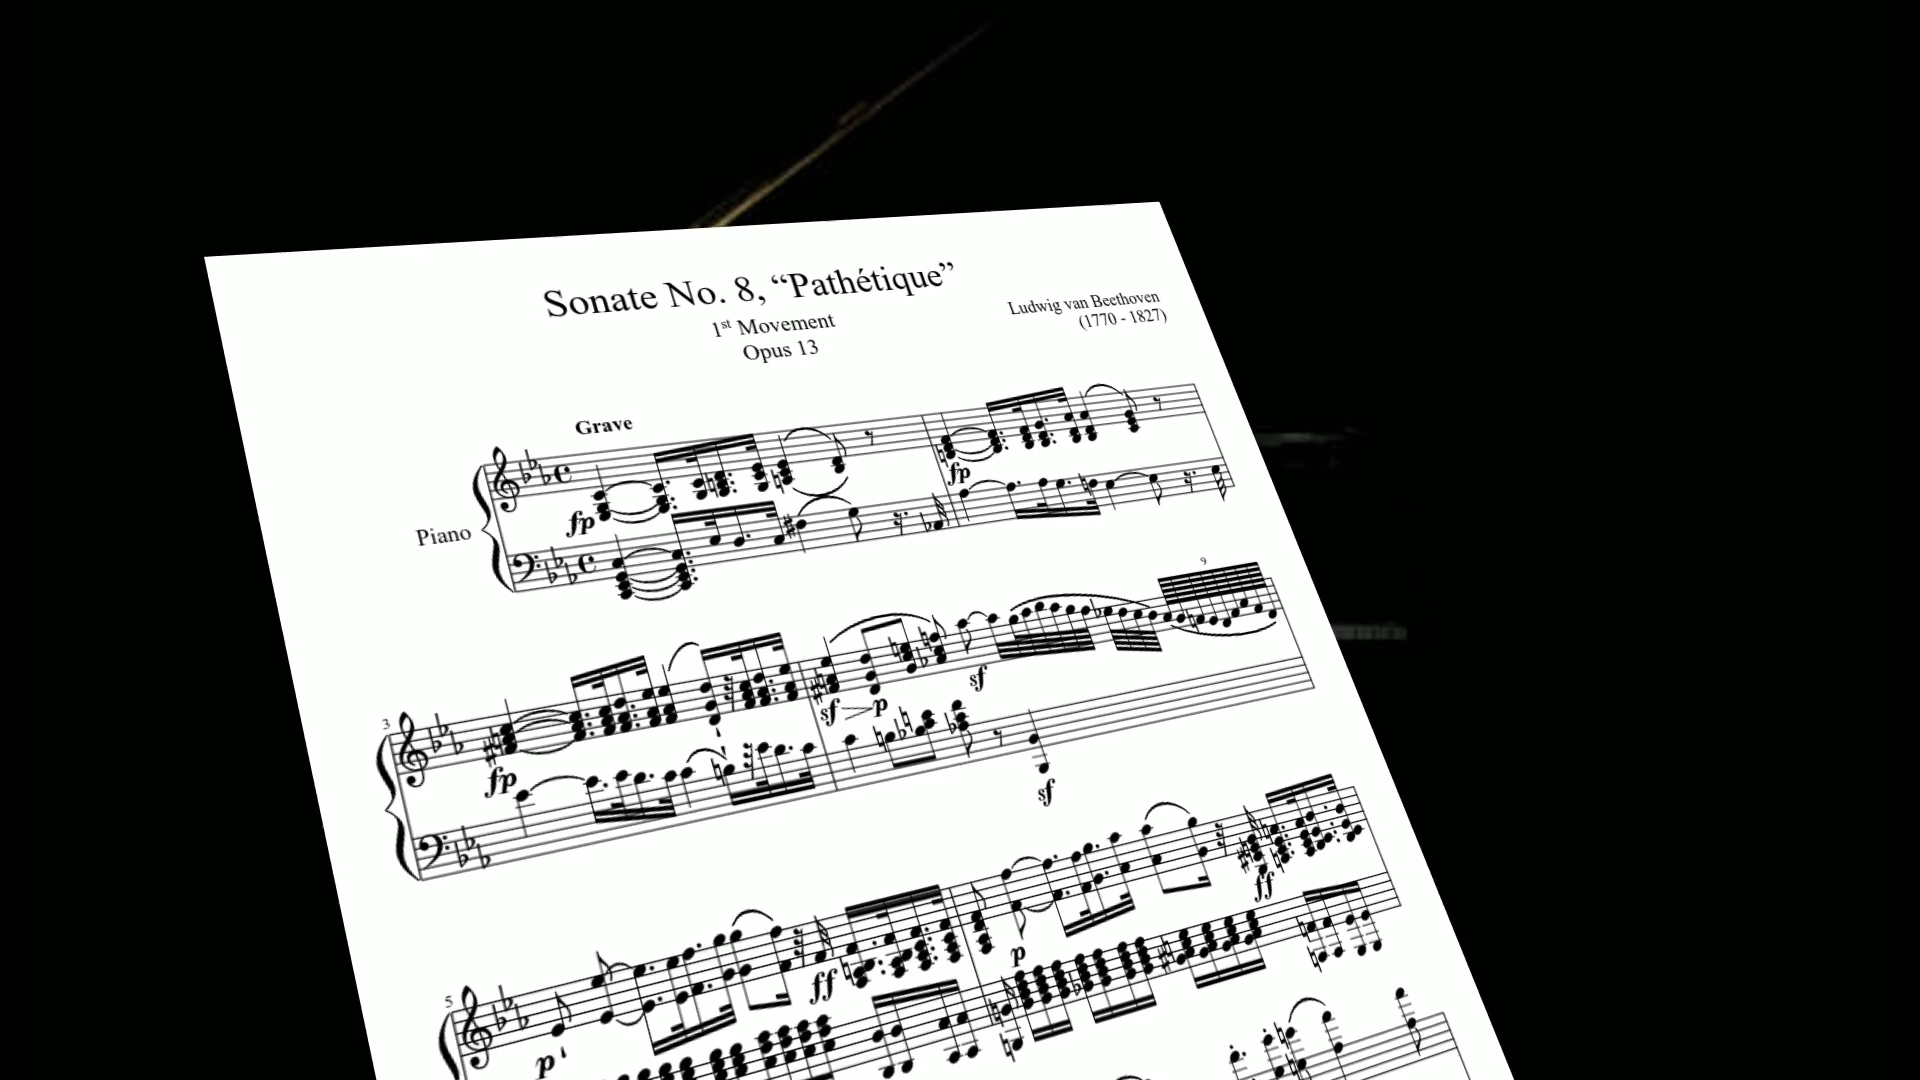 Sonate No. 8, “Pathétique”
1st Movement
Opus 13
Ludwig van Beethoven
(1770 - 1827)
Grave
Piano
fp
fp
9
3
fp
sf
p
sf
sf
5
p
ff
p
ff